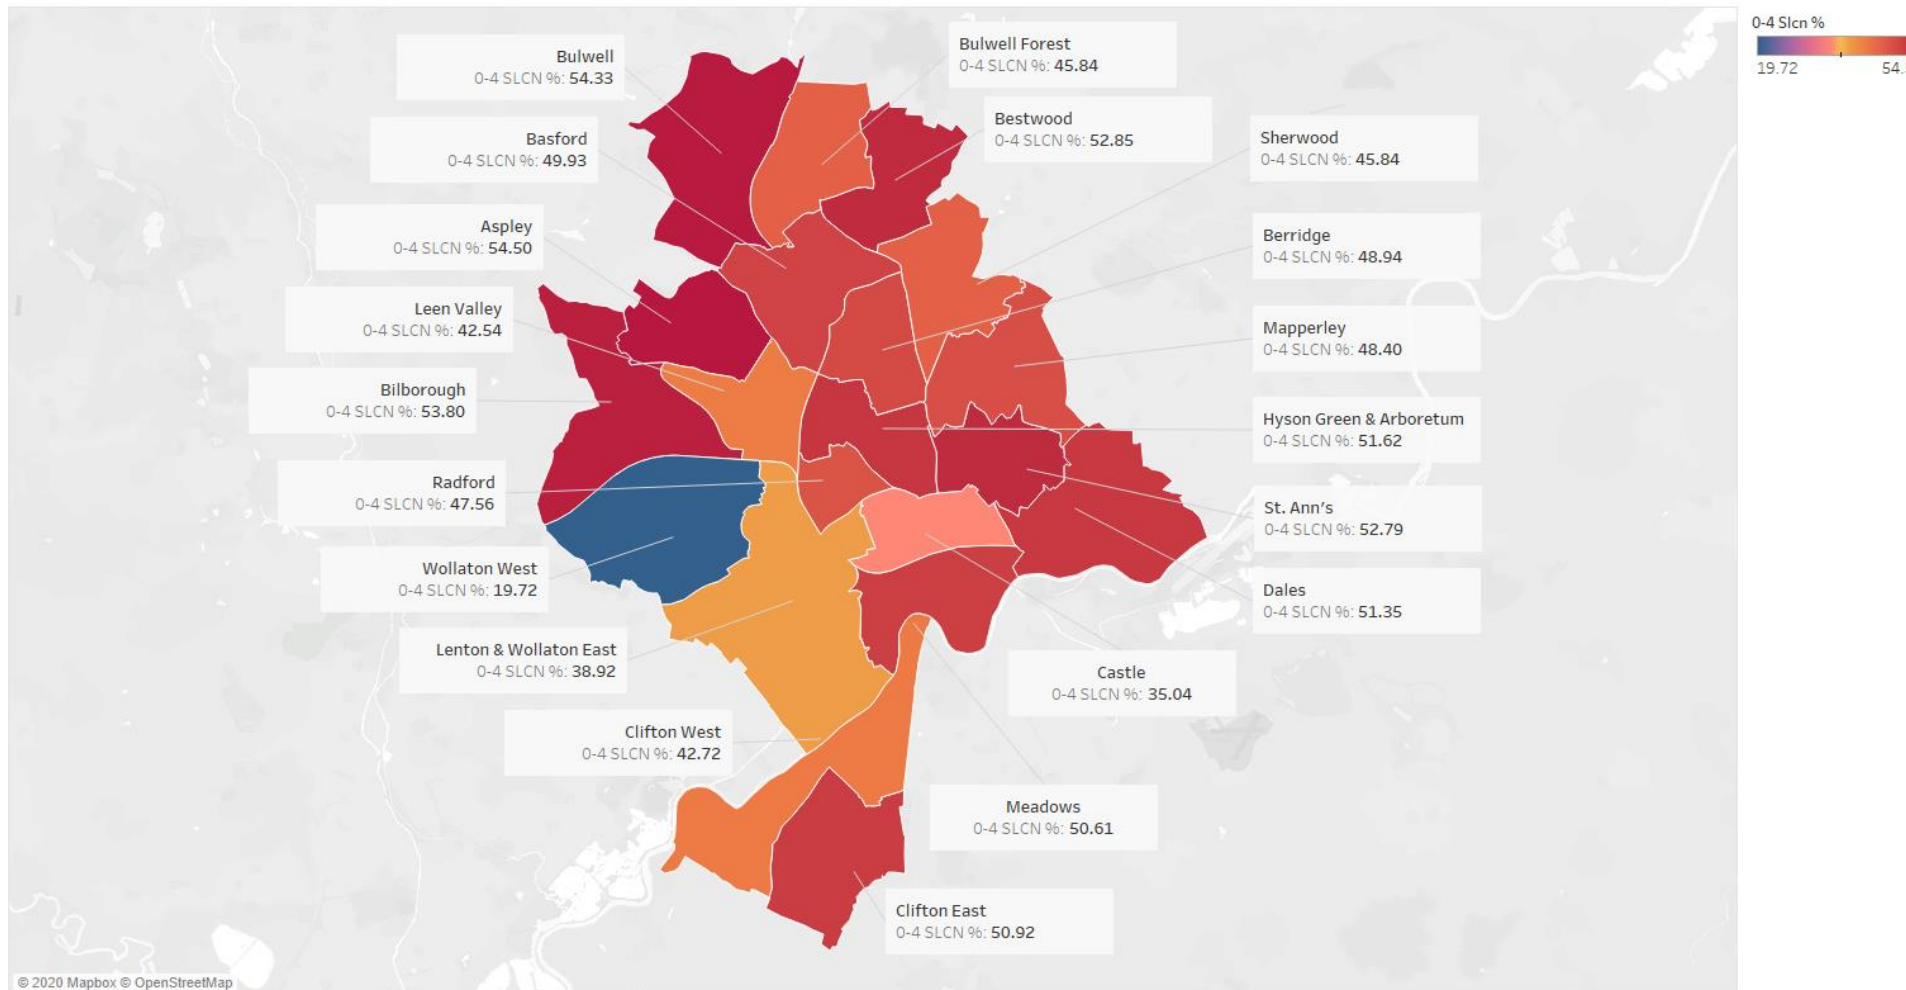 0-4 Slcn %
19.72
Bulwell
0-4 SLCN %: 54.33
Bulwell Forest
0-4 SLCN %: 45.84
Bestwood
0-4 SLCN %: 52.85
Basford
0-4 SLCN %: 49.93
Sherwood
0-4 SLCN %: 45.84
Aspley
0-4 SLCN %: 54.50
Berridge
0-4 SLCN %: 48.94
Leen Valley
0-4 SLCN %: 42.54
Mapperley
0-4 SLCN %: 48.40
Bilborough
0-4 SLCN %: 53.80
Hyson Green & Arboretum
0-4 SLCN %: 51.62
Radford
0-4 SLCN %: 47.56
St. Ann’s
0-4 SLCN %: 52.79
Wollaton West
0-4 SLCN %: 19.72
Dales
0-4 SLCN %: 51.35
Lenton & Wollaton East
0-4 SLCN %: 38.92
Castle
0-4 SLCN %: 35.04
Clifton West
0-4 SLCN %: 42.72
Meadows
0-4 SLCN %: 50.61
Clifton East
0-4 SLCN %: 50.92
© 2020 Mapbox © OpenStreetMap